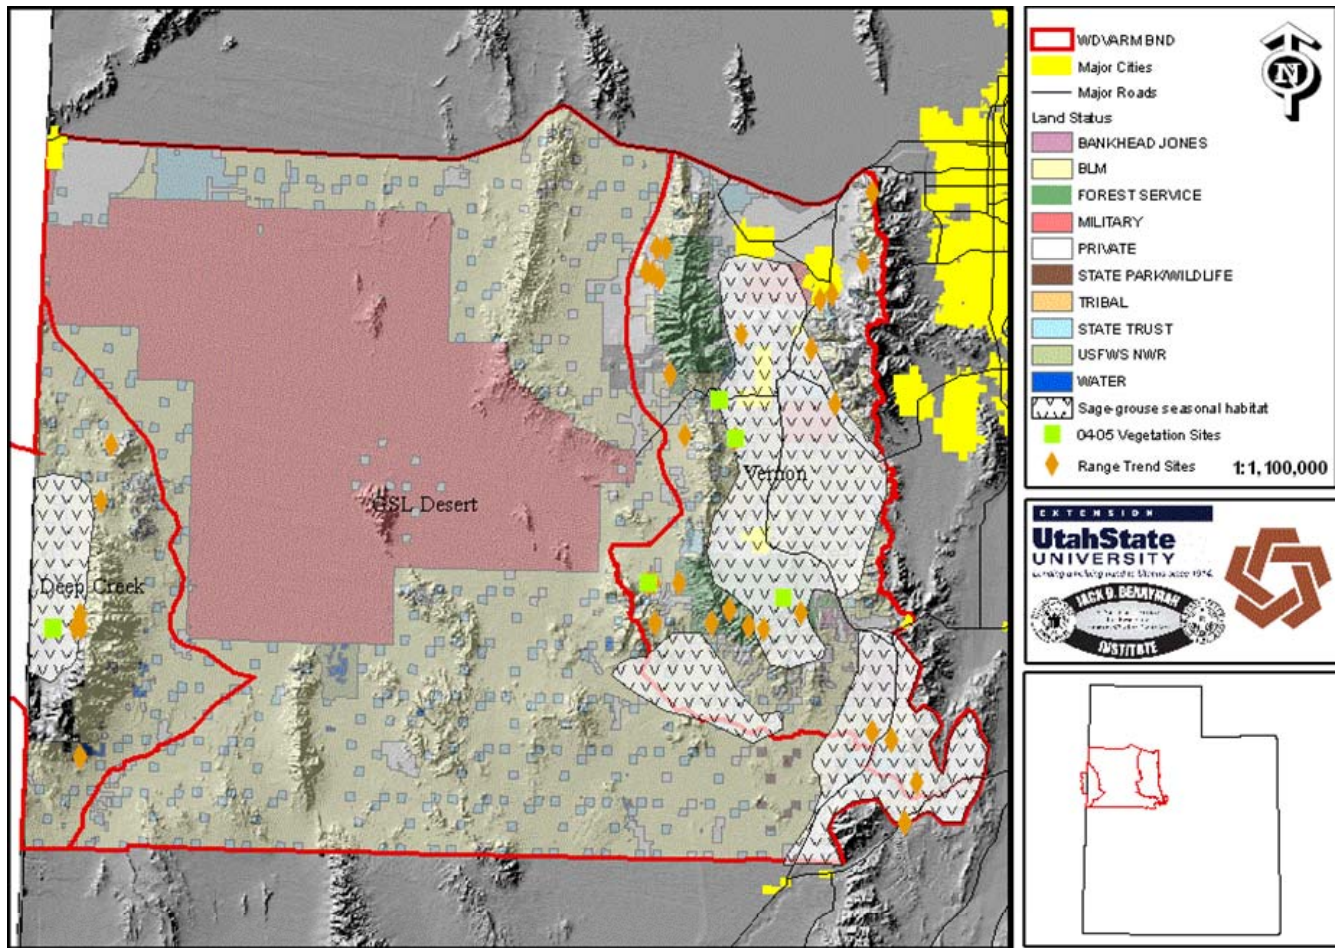 GSL Desert
Vernon
Deep Creek
N
WDVARM BND
Major Cities
Major Roads
Land Status
BANKHEAD JONES
BLM
FOREST SERVICE
MILITARY
PRIVATE
STATE PARK/WILDLIFE
TRIBAL
STATE TRUST
USFWS NWR
WATER
Sage-grouse seasonal habitat
04-05 Vegetation Sites
Range Trend Sites 1:1,100,000
EXTENSION
UtahState
UNIVERSITY
JACK H. BERRYMAN
INSTITUTE